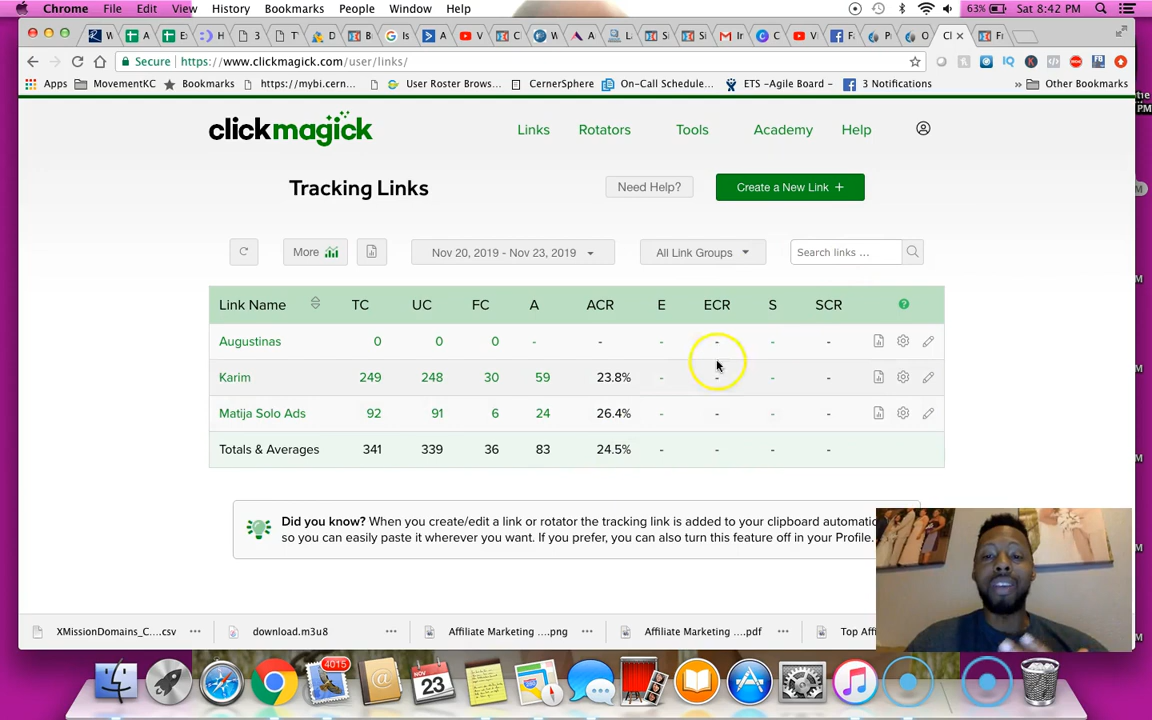 Chrome File Edit View History Bookmarks People Window Help 63% Sat 8:42 PM
Secure https://www.clickmagick.com/user/links/
Apps MovementKC Bookmarks https://mybi.cern... User Roster Brows... CernerSphere On-Call Schedule... ETS -Agile Board - 3 Notifications » Other Bookmarks
clickmagick Links Rotators Tools Academy Help
Tracking Links Need Help? Create a New Link +
More Nov 20, 2019 - Nov 23, 2019 All Link Groups Search links ...
Link Name TC UC FC A ACR E ECR S SCR ?
Augustinas 0 0 0 - - - - - -
Karim 249 248 30 59 23.8% - - - -
Matija Solo Ads 92 91 6 24 26.4% - - - -
Totals & Averages 341 339 36 83 24.5% - - - -
Did you know? When you create/edit a link or rotator the tracking link is added to your clipboard
so you can easily paste it wherever you want. If you prefer, you can also turn this feature off in your Profile.
XMissionDomains_C....csv download.m3u8 Affiliate Marketing ....png Affiliate Marketing ....pdf Top
4015
NOV
23